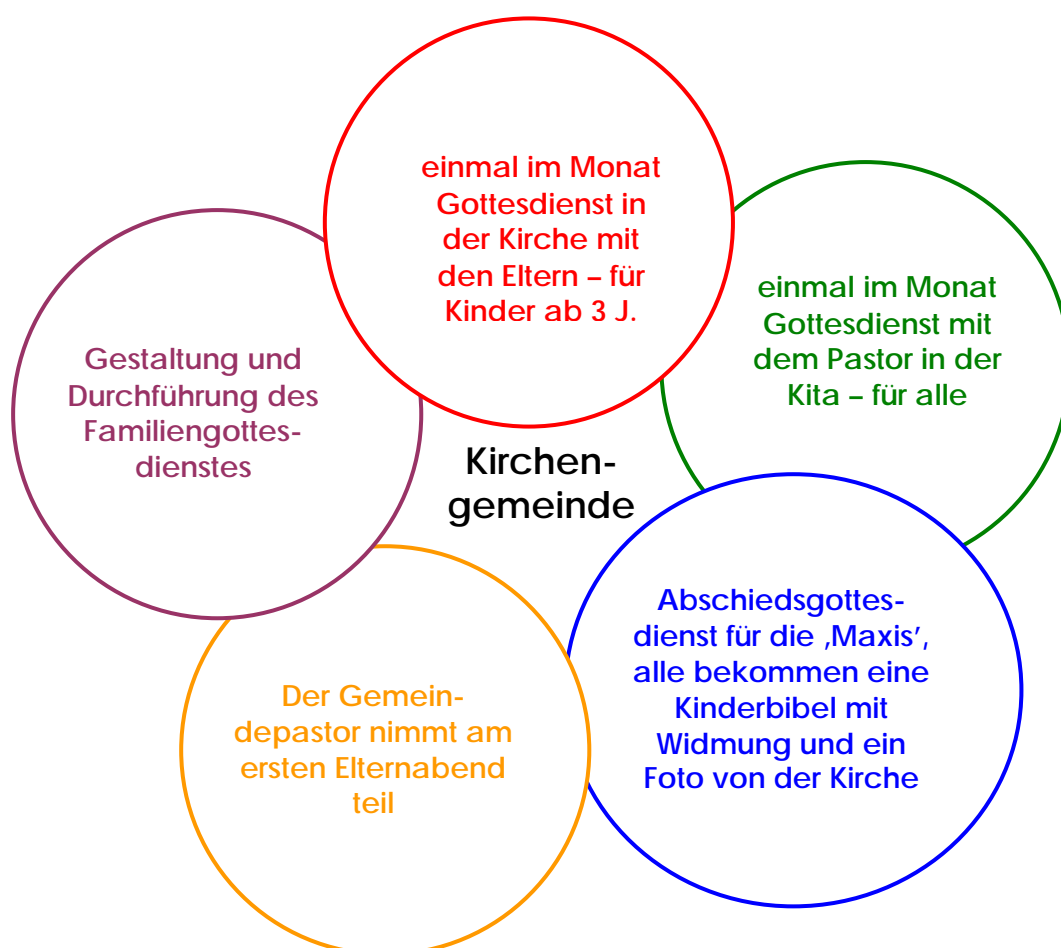 einmal im Monat
Gottesdienst in
der Kirche mit
den Eltern – für
Kinder ab 3 J.
einmal im Monat
Gottesdienst mit
dem Pastor in der
Kita – für alle
Gestaltung und
Durchführung des
Familiengottes-
dienstes
Kirchen-
gemeinde
Abschiedsgottes-
dienst für die ‚Maxis’,
alle bekommen eine
Kinderbibel mit
Widmung und ein
Foto von der Kirche
Der Gemein-
depastor nimmt am
ersten Elternabend
teil